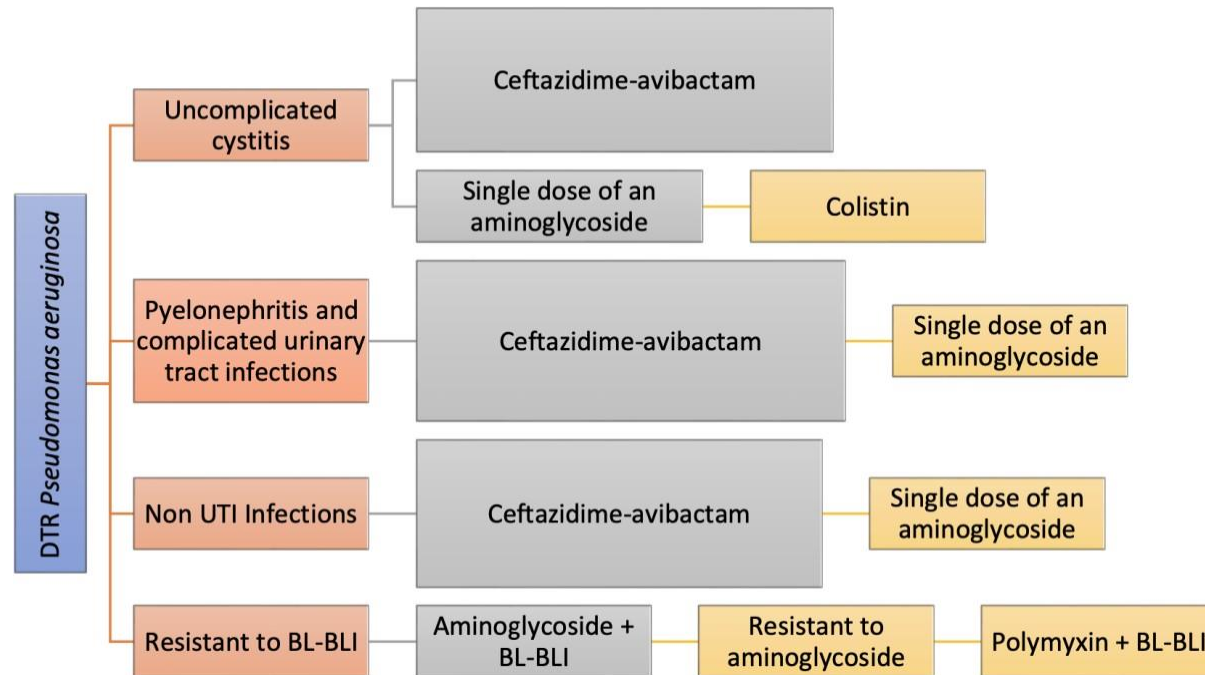 DTR Pseudomonas aeruginosa
Uncomplicated
cystitis
Ceftazidime-avibactam
Single dose of an
aminoglycoside
Colistin
Pyelonephritis and
complicated urinary
tract infections
Ceftazidime-avibactam
Single dose of an
aminoglycoside
Non UTI Infections
Ceftazidime-avibactam
Single dose of an
aminoglycoside
Resistant to BL-BLI
Aminoglycoside +
BL-BLI
Resistant to
aminoglycoside
Polymyxin + BL-BLI